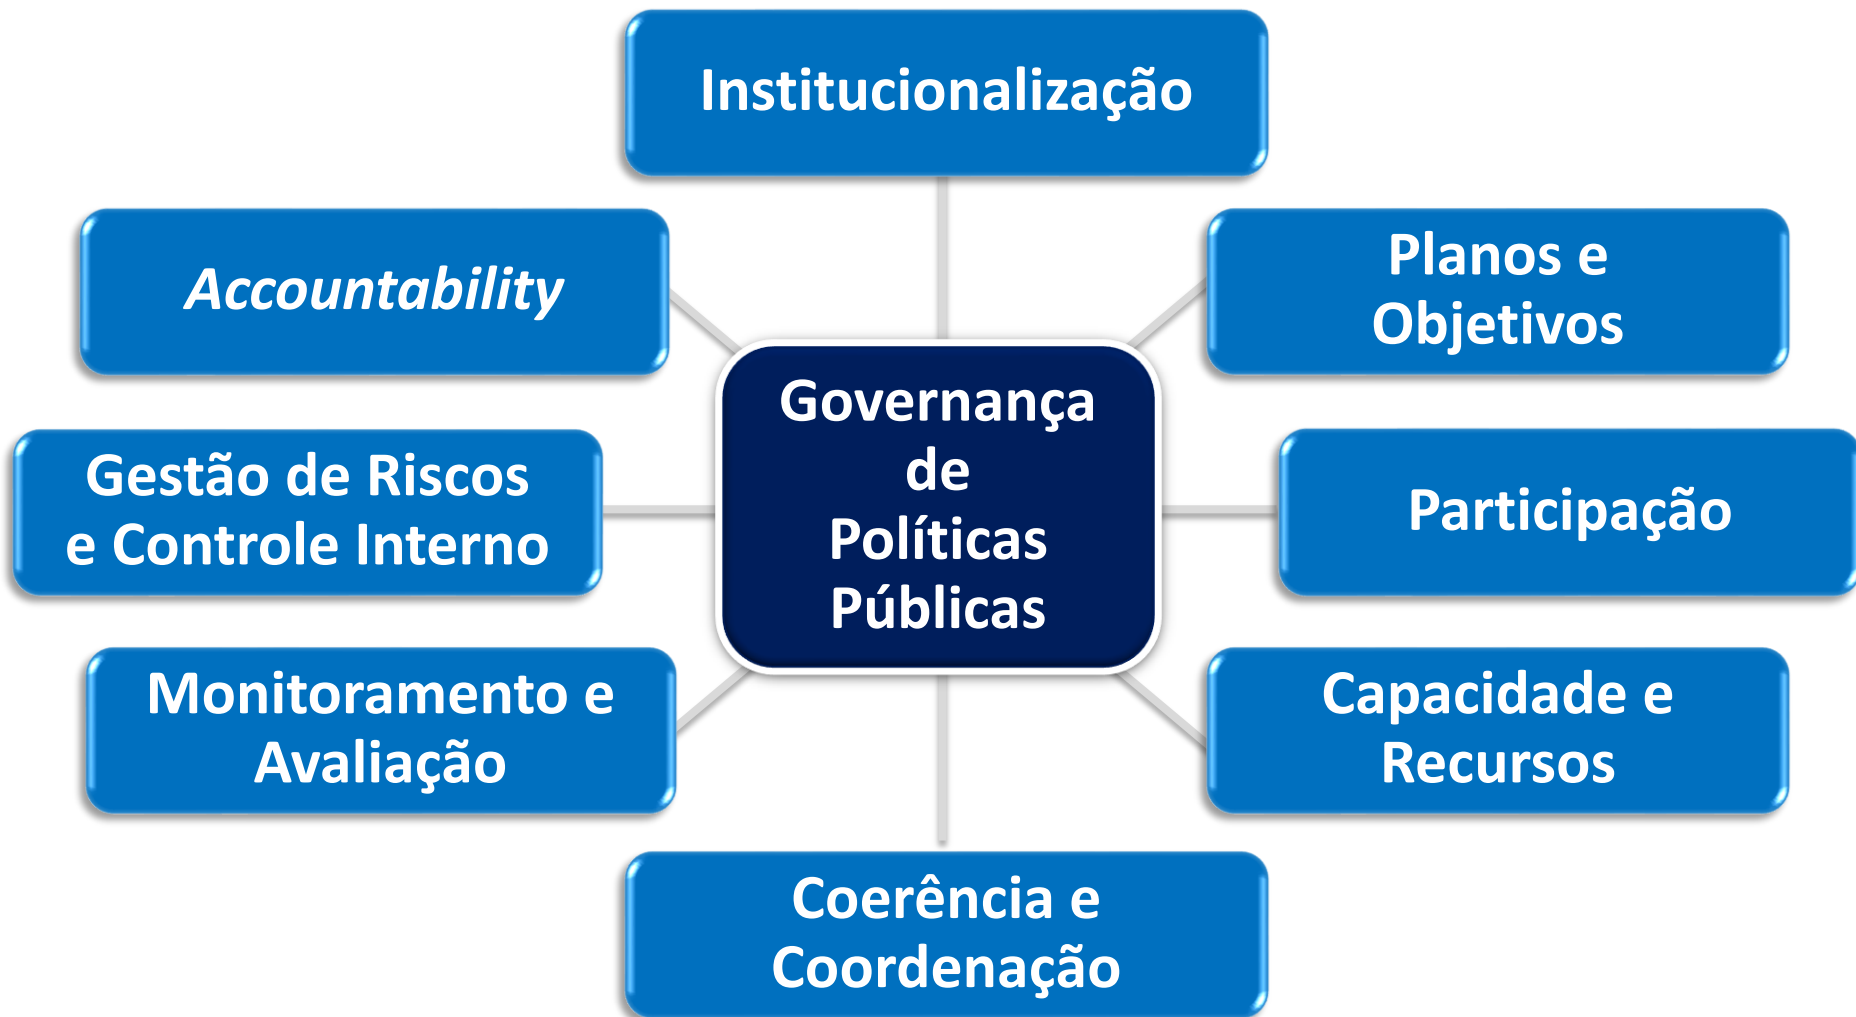 Institucionalização
Accountability
Planos e
Objetivos
Governança
de
Políticas
Públicas
Gestão de Riscos
e Controle Interno
Participação
Monitoramento e
Avaliação
Capacidade e
Recursos
Coerência e
Coordenação